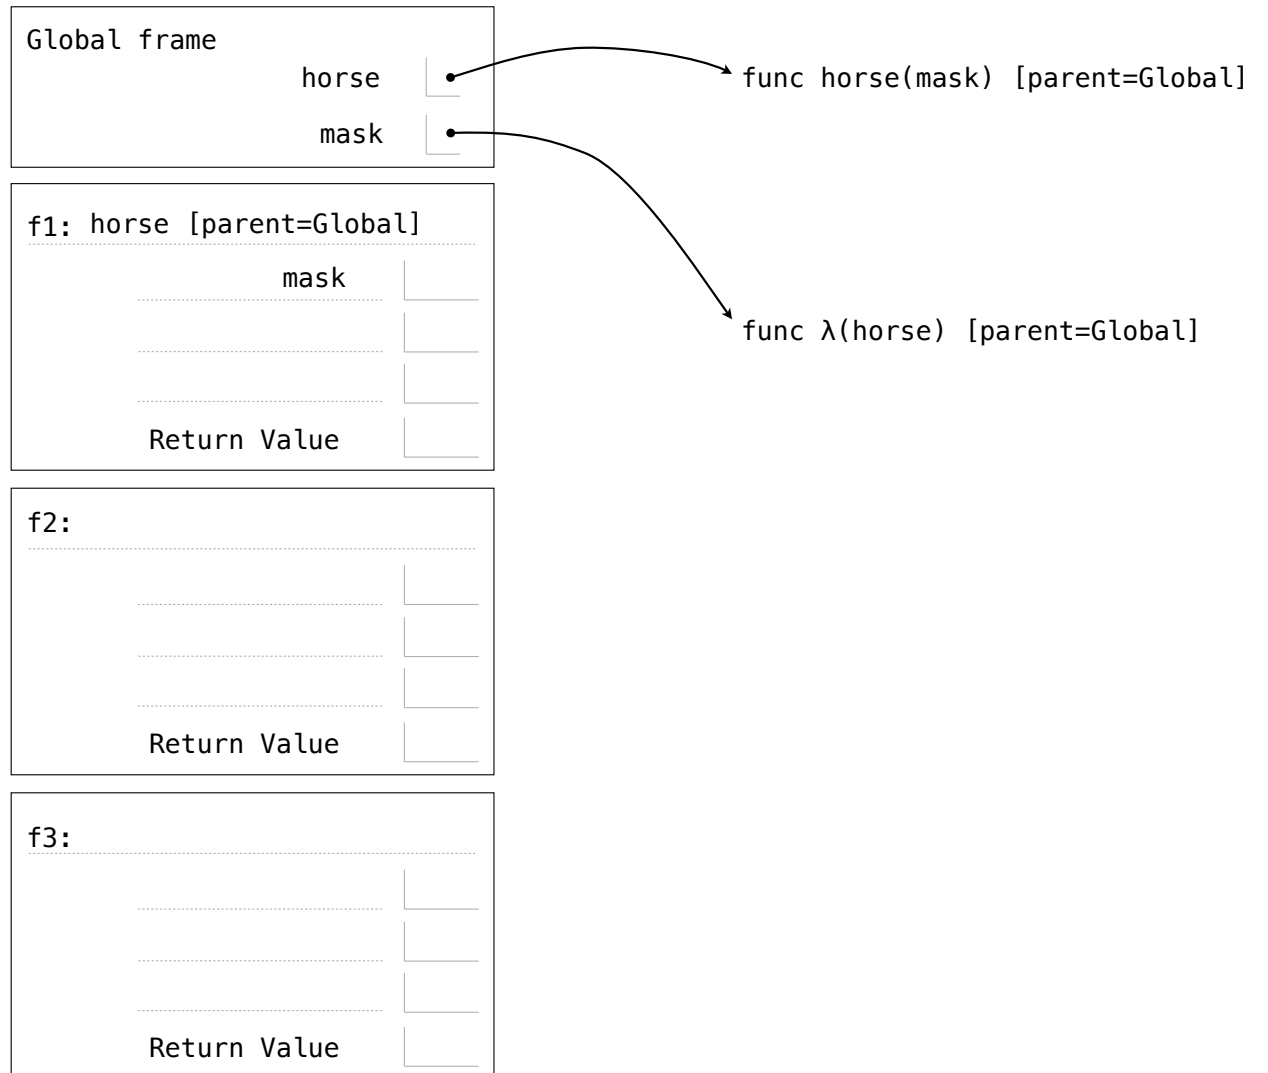 Global frame
horse
func horse(mask) [parent=Global]
mask
f1: horse [parent=Global]
mask
func λ(horse) [parent=Global]
Return Value
f2:
Return Value
f3:
Return Value